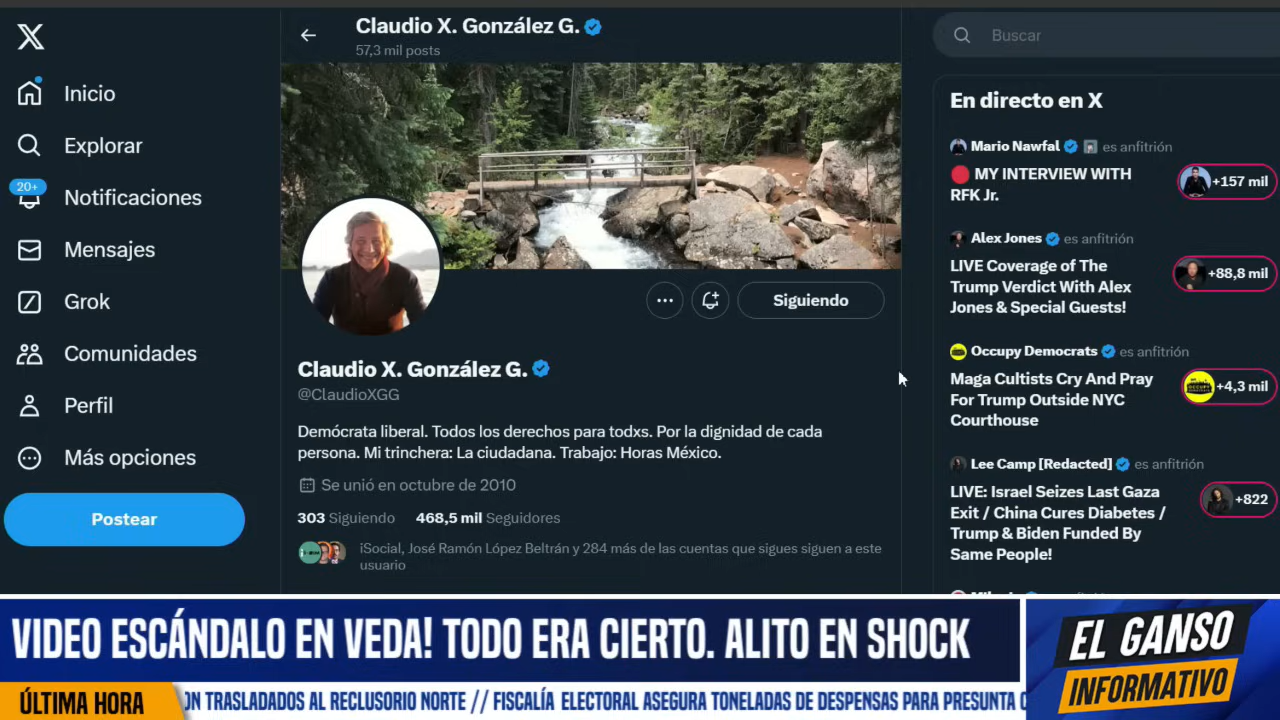 Inicio
Explorar
20+
Notificaciones
Mensajes
Grok
Comunidades
Perfil
Más opciones
Postear
Claudio X. González G.
57,3 mil posts
Siguiendo
Claudio X. González G.
@ClaudioXGG
Demócrata liberal. Todos los derechos para todxs. Por la dignidad de cada
persona. Mi trinchera: La ciudadana. Trabajo: Horas México.
Se unió en octubre de 2010
303 Siguiendo 468,5 mil Seguidores
iSocial, José Ramón López Beltrán y 284 más de las cuentas que sigues siguen a este
usuario
Buscar
En directo en X
Mario Nawfal es anfitrión
MY INTERVIEW WITH
RFK Jr.
+157 mil
Alex Jones es anfitrión
LIVE Coverage of The
Trump Verdict With Alex
Jones & Special Guests!
+88,8 mil
Occupy Democrats es anfitrión
Maga Cultists Cry And Pray
For Trump Outside NYC
Courthouse
+4,3 mil
Lee Camp [Redacted] es anfitrión
LIVE: Israel Seizes Last Gaza
Exit / China Cures Diabetes /
Trump & Biden Funded By
Same People!
+822
VIDEO ESCÁNDALO EN VEDA! TODO ERA CIERTO. ALITO EN SHOCK
EL GANSO
INFORMATIVO
ÚLTIMA HORA
ON TRASLADADOS AL RECLUSORIO NORTE // FISCALÍA ELECTORAL ASEGURA TONELADAS DE DESPENSAS PARA PRESUNTA